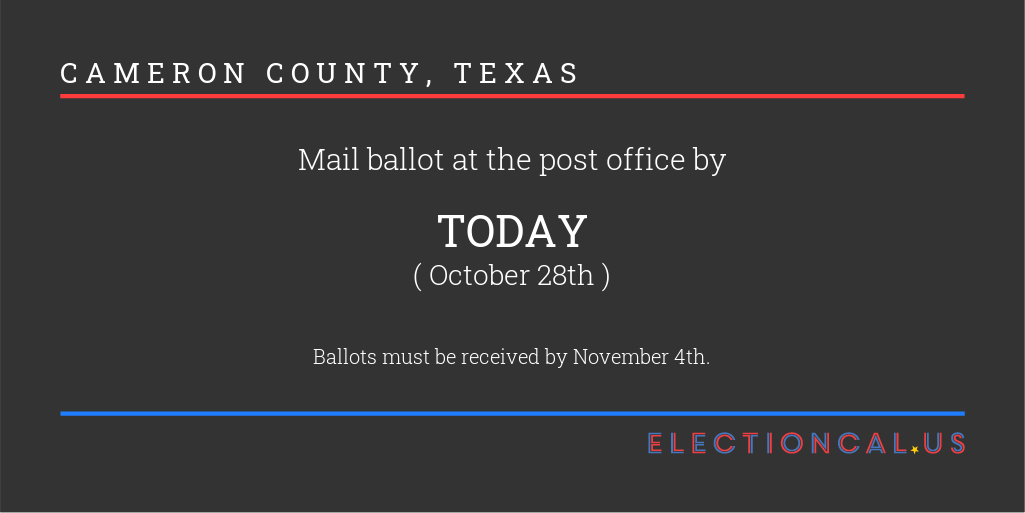 CAMERON COUNTY, TEXAS
Mail ballot at the post office by
TODAY
( October 28th )
Ballots must be received by November 4th.
ELECTIONCAL.US